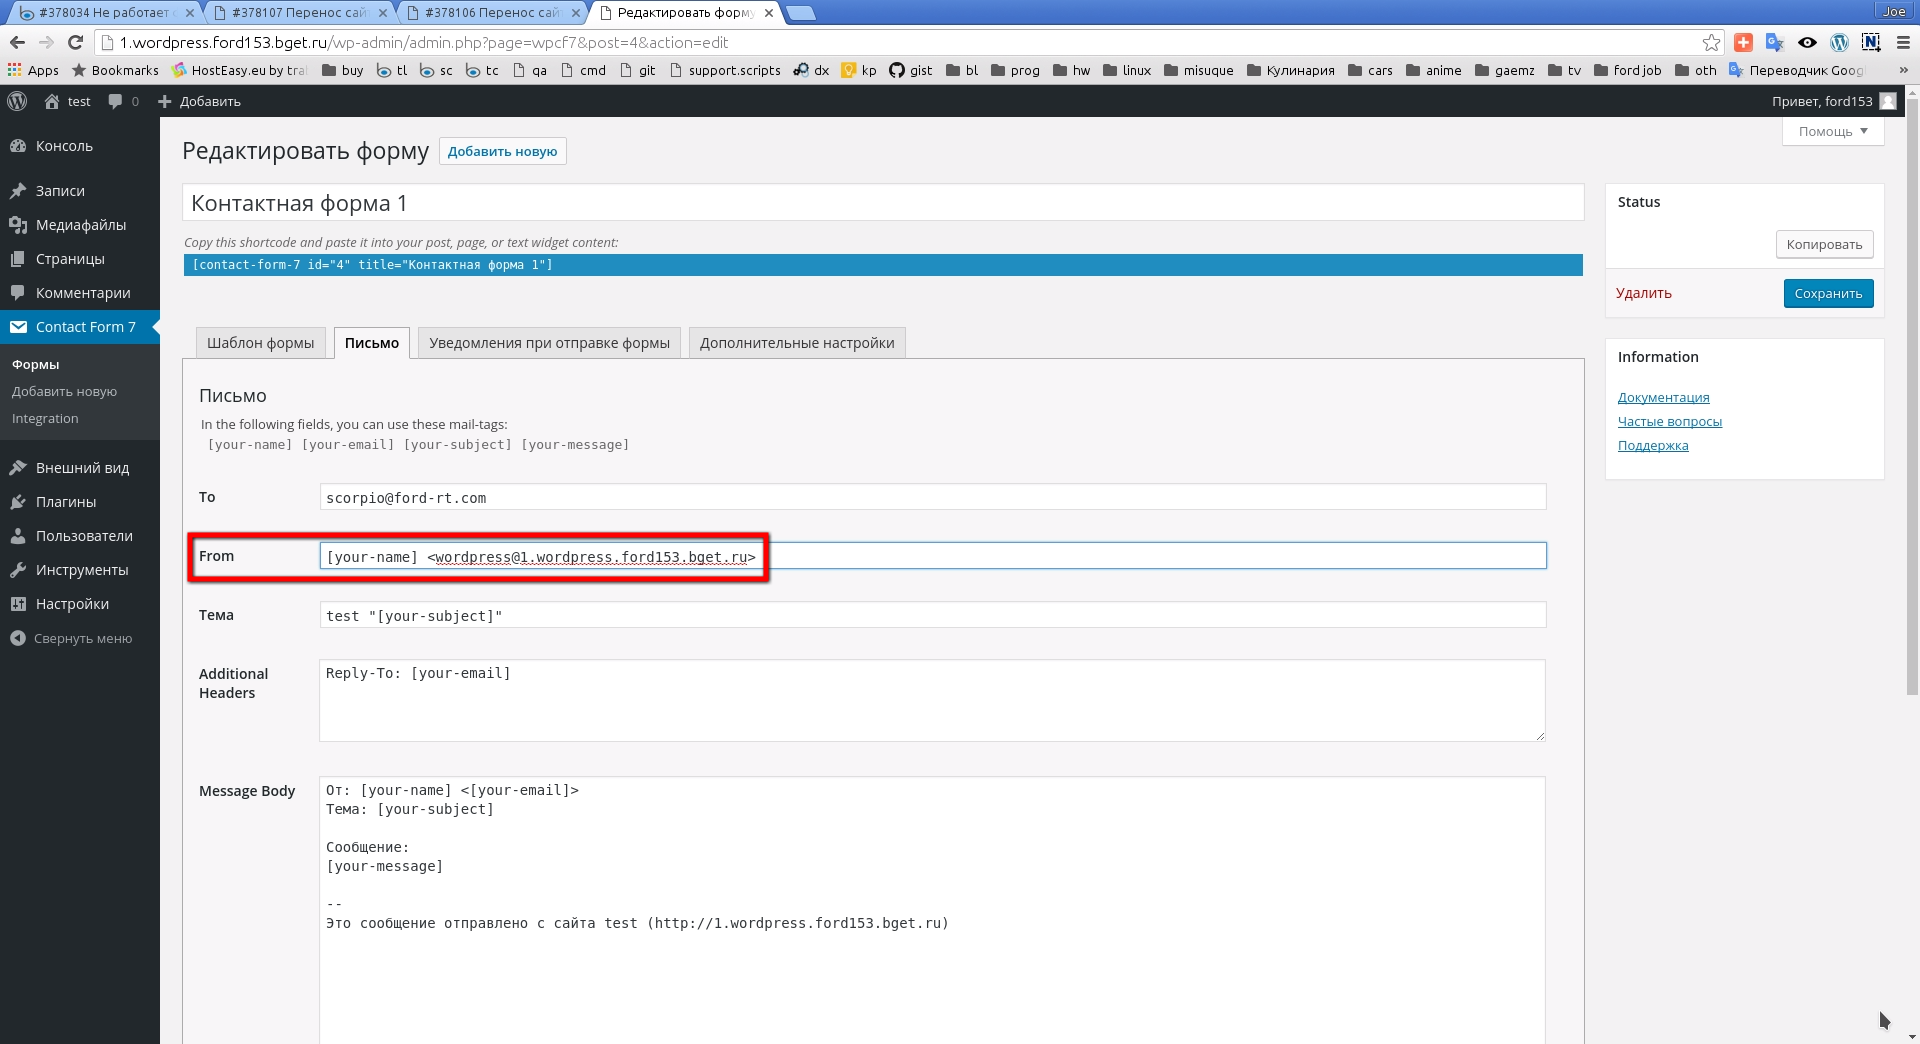 #378034 Не работает
#378107 Перенос сай
#378106 Перенос сай
Редактировать форму
Joe
1.wordpress.ford153.bget.ru/wp-admin/admin.php?page=wpcf7&post=4&action=edit
Apps Bookmarks HostEasy.eu by tra buy tl sc tc qa cmd git support.scripts dx kp gist bl prog hw linux misuque Кулинария cars anime gaemz tv ford job oth Переводчик Goog »
test 0 Добавить
Привет, ford153
Помощь
Консоль
Записи
Медиафайлы
Страницы
Комментарии
Contact Form 7
Формы
Добавить новую
Integration
Внешний вид
Плагины
Пользователи
Инструменты
Настройки
Свернуть меню
Редактировать форму Добавить новую
Контактная форма 1
Copy this shortcode and paste it into your post, page, or text widget content:
[contact-form-7 id="4" title="Контактная форма 1"]
Шаблон формы Письмо Уведомления при отправке формы Дополнительные настройки
Письмо
In the following fields, you can use these mail-tags:
[your-name] [your-email] [your-subject] [your-message]
To scorpio@ford-rt.com
From [your-name] <wordpress@1.wordpress.ford153.bget.ru>
Тема test "[your-subject]"
Additional
Headers
Reply-To: [your-email]
Message Body
От: [your-name] <[your-email]>
Тема: [your-subject]
Сообщение:
[your-message]
--
Это сообщение отправлено с сайта test (http://1.wordpress.ford153.bget.ru)
Status
Копировать
Удалить Сохранить
Information
Документация
Частые вопросы
Поддержка